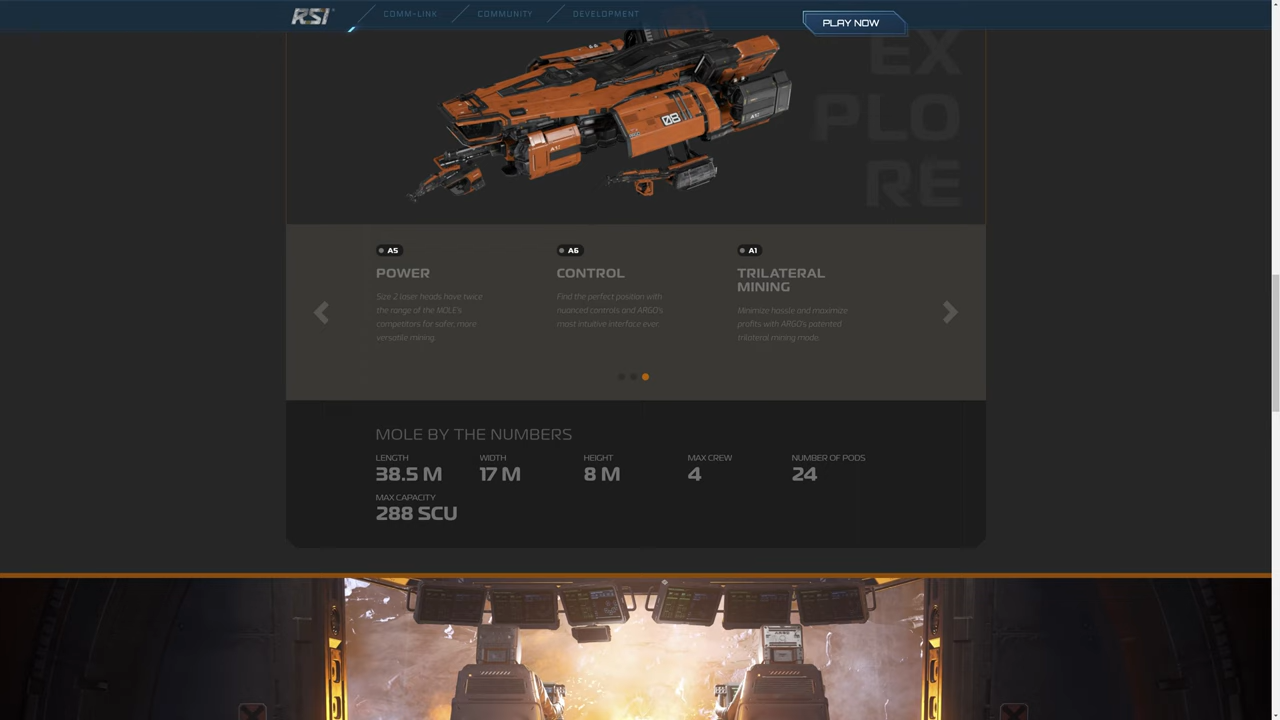 RSI
COMM-LINK
COMMUNITY
DEVELOPMENT
PLAY NOW
EX
PLO
RE
08
A5
POWER
Size 2 laser heads have twice
the range of the MOLE's
competitors for safer, more
versatile mining.
A6
CONTROL
Find the perfect position with
nuanced controls and ARGO's
most intuitive interface ever.
A1
TRILATERAL
MINING
Minimize hassle and maximize
profits with ARGO's patented
trilateral mining mode.
MOLE BY THE NUMBERS
LENGTH
38.5 M
WIDTH
17 M
HEIGHT
8 M
MAX CREW
4
NUMBER OF PODS
24
MAX CAPACITY
288 SCU